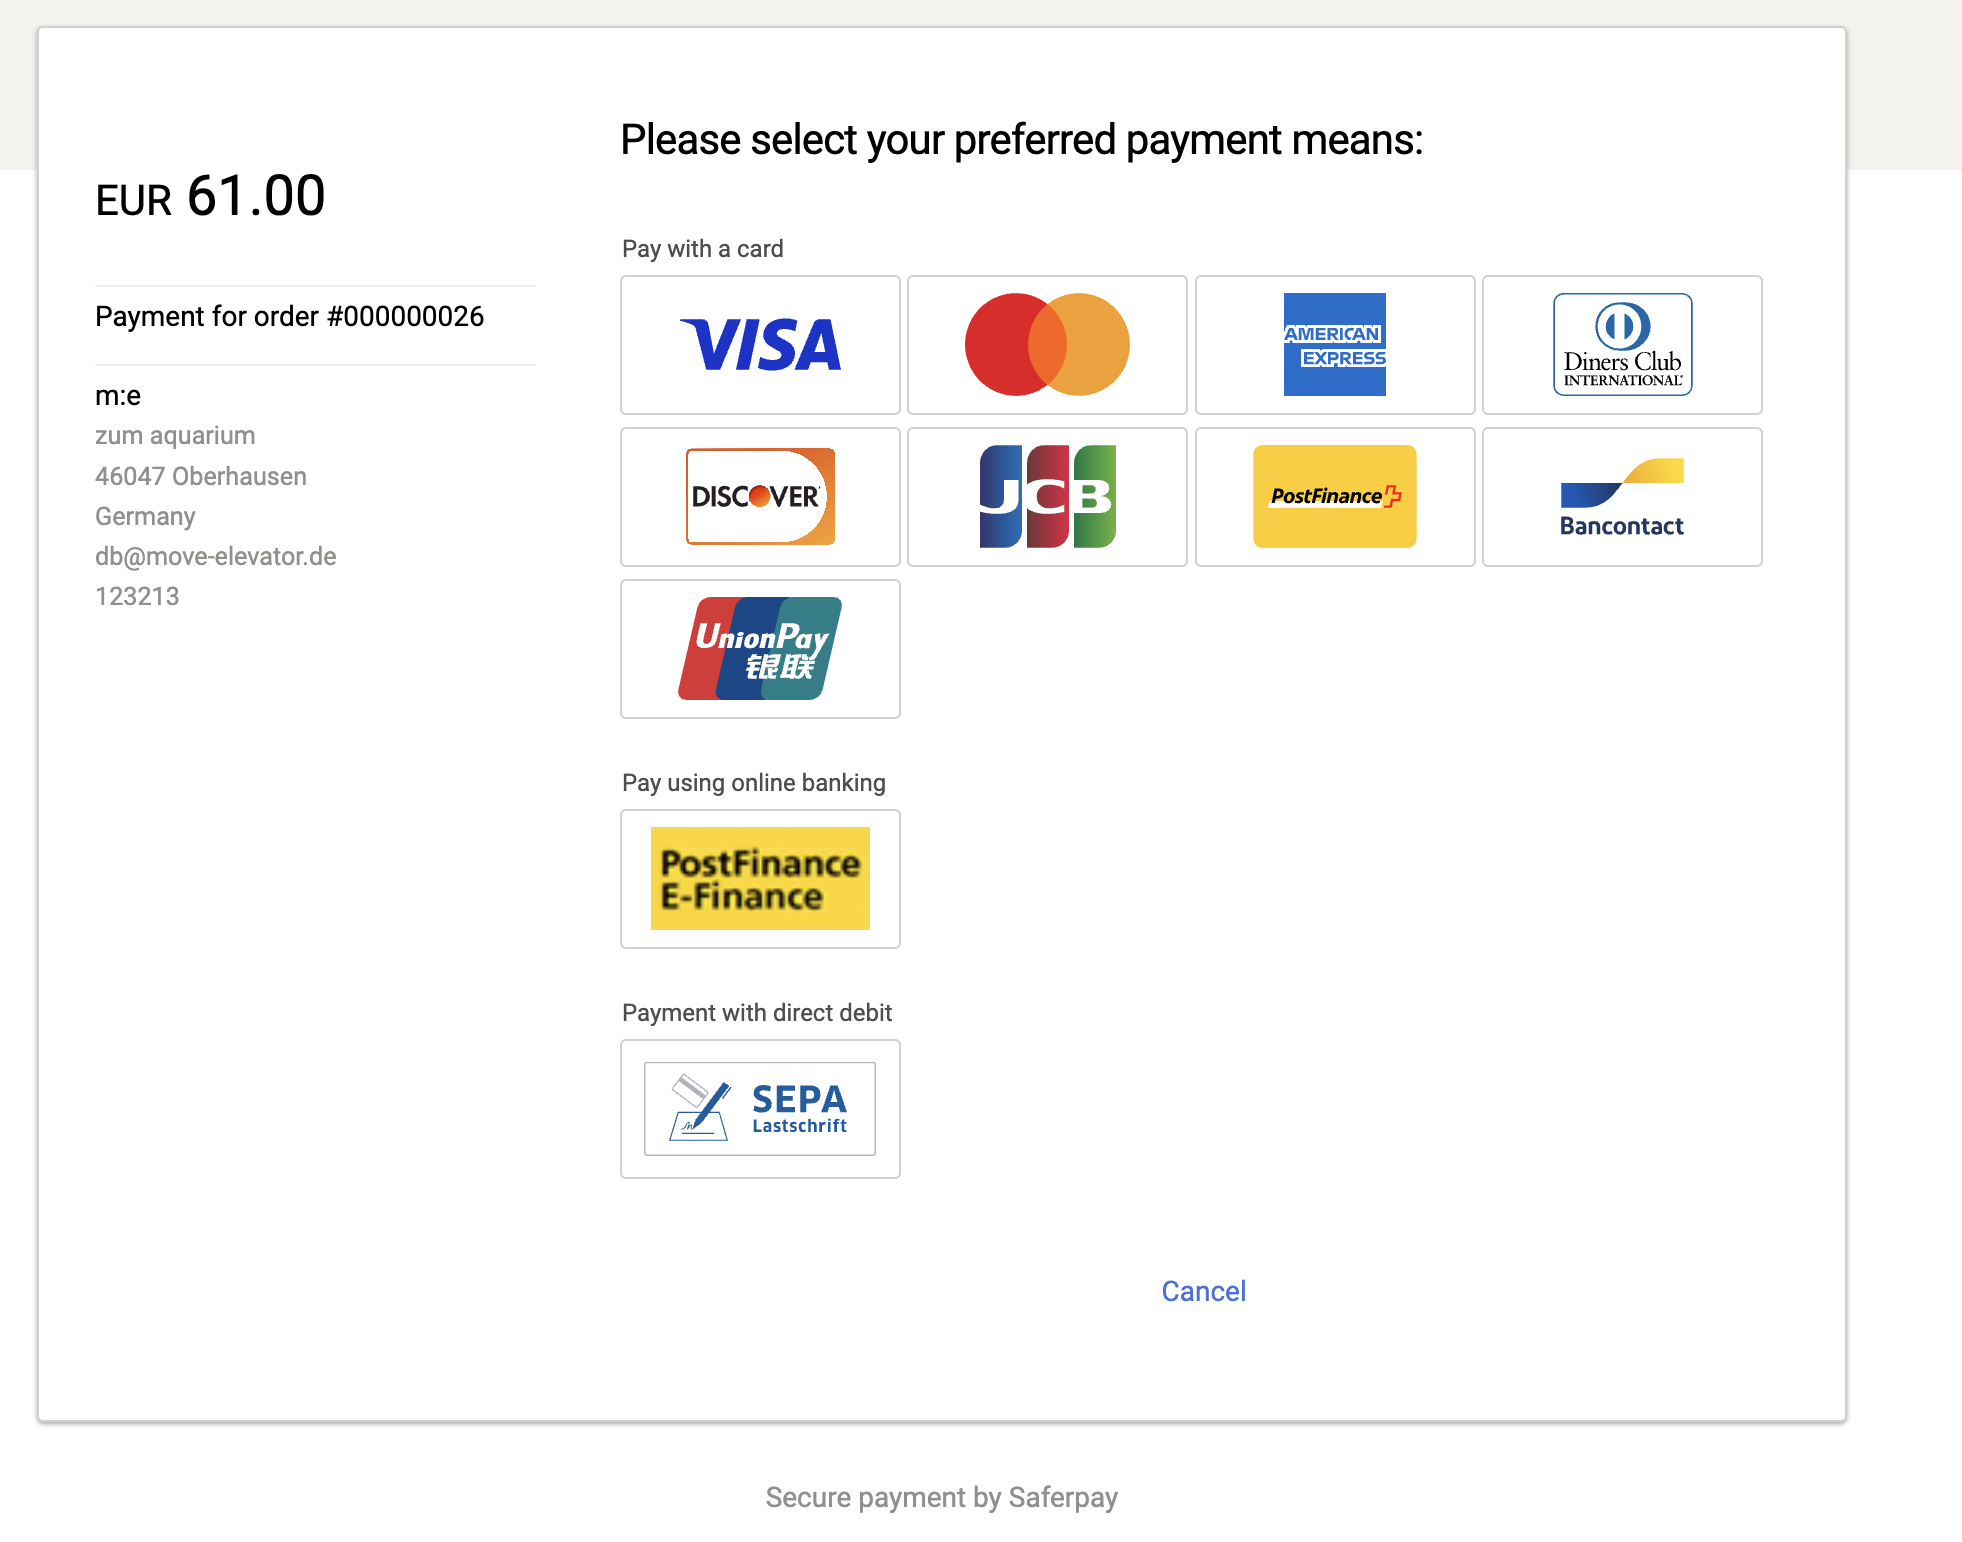 EUR 61.00
Payment for order #000000026
m:e
zum aquarium
46047 Oberhausen
Germany
db@move-elevator.de
123213
Please select your preferred payment means:
Pay with a card
VISA
AMERICAN
EXPRESS
Diners Club
INTERNATIONAL®
DISCOVER
JCB
PostFinance
Bancontact
UnionPay
银联
Pay using online banking
PostFinance
E-Finance
Payment with direct debit
SEPA
Lastschrift
Cancel
Secure payment by Saferpay